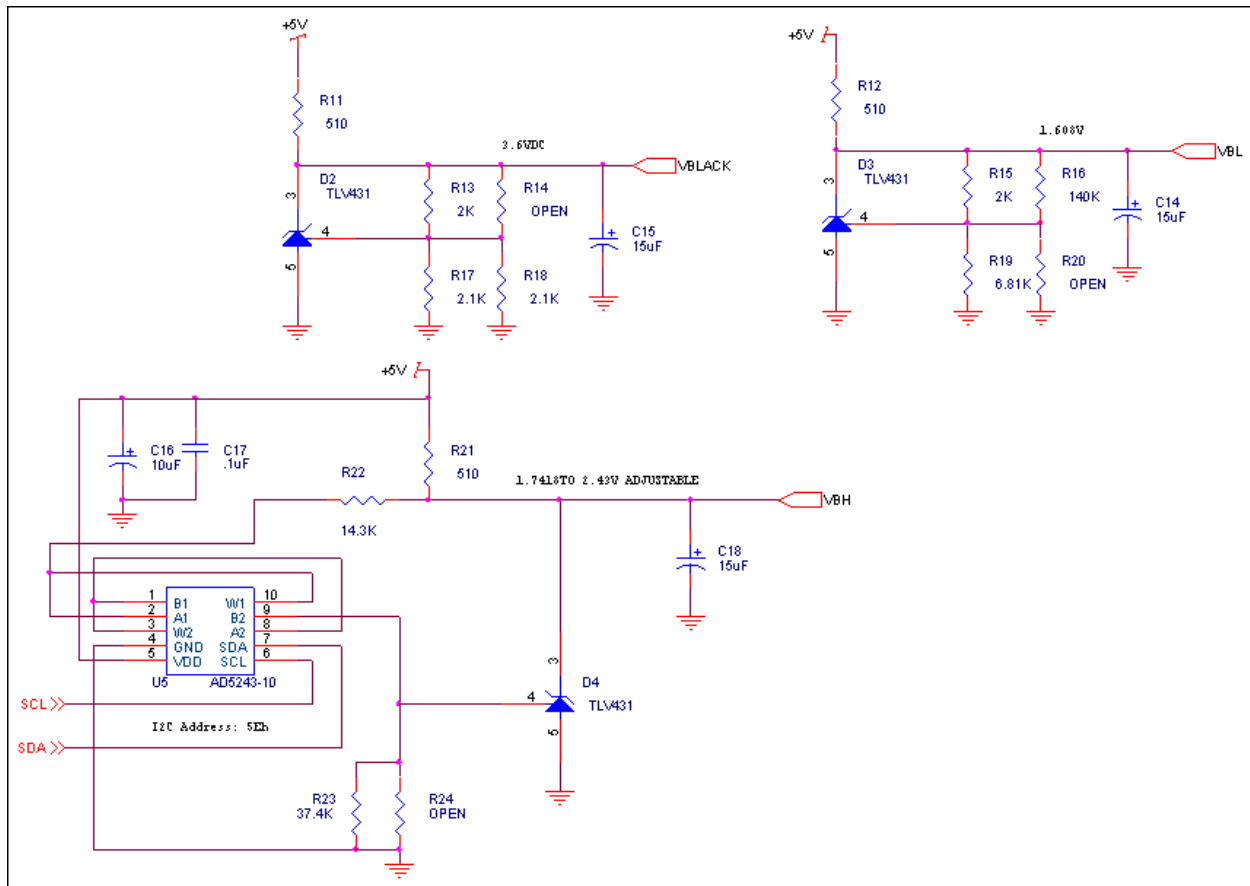 +5V
R11
510
3.6VDC
VBLACK
D2
TLV431
3
4
5
R13
2K
R14
OPEN
R17
2.1K
R18
2.1K
C15
15uF
+5V
R12
510
1.608V
VBL
D3
TLV431
3
4
5
R15
2K
R16
140K
R19
6.81K
R20
OPEN
C14
15uF
+5V
C16
10uF
C17
.1uF
R21
510
R22
14.3K
1.7418TO 2.43V ADJUSTABLE
VBH
C18
15uF
1 B1 W1 10
2 A1 B2 9
3 W2 A2 8
4 GND SDA 7
5 VDD SCL 6
U5 AD5243-10
SCL
I2C Address: 5Eh
SDA
3
4
5
D4
TLV431
R23
37.4K
R24
OPEN